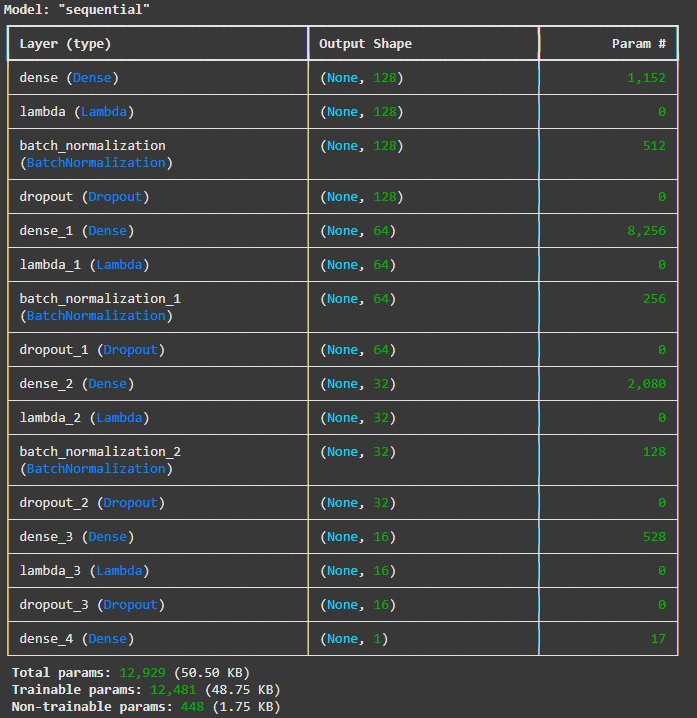 Model: "sequential"
Layer (type) Output Shape Param #
dense (Dense) (None, 128) 1,152
lambda (Lambda) (None, 128) 0
batch_normalization (None, 128) 512
(BatchNormalization)
dropout (Dropout) (None, 128) 0
dense_1 (Dense) (None, 64) 8,256
lambda_1 (Lambda) (None, 64) 0
batch_normalization_1 (None, 64) 256
(BatchNormalization)
dropout_1 (Dropout) (None, 64) 0
dense_2 (Dense) (None, 32) 2,080
lambda_2 (Lambda) (None, 32) 0
batch_normalization_2 (None, 32) 128
(BatchNormalization)
dropout_2 (Dropout) (None, 32) 0
dense_3 (Dense) (None, 16) 528
lambda_3 (Lambda) (None, 16) 0
dropout_3 (Dropout) (None, 16) 0
dense_4 (Dense) (None, 1) 17
Total params: 12,929 (50.50 KB)
Trainable params: 12,481 (48.75 KB)
Non-trainable params: 448 (1.75 KB)